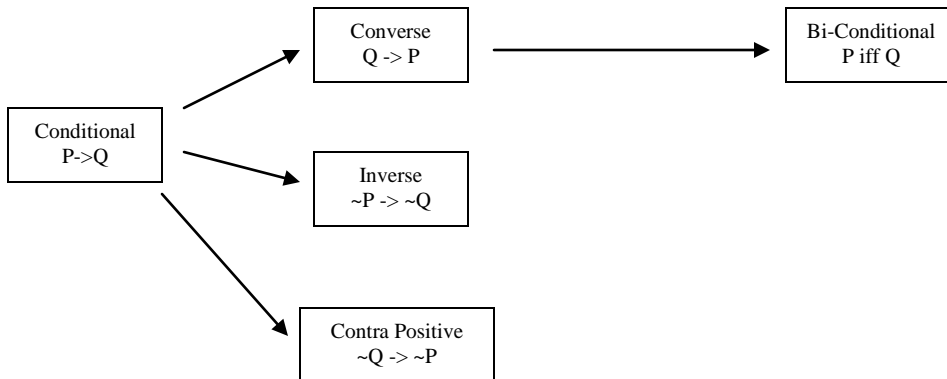 Converse
Q -> P
Bi-Conditional
P iff Q
Conditional
P->Q
Inverse
~P -> ~Q
Contra Positive
~Q -> ~P